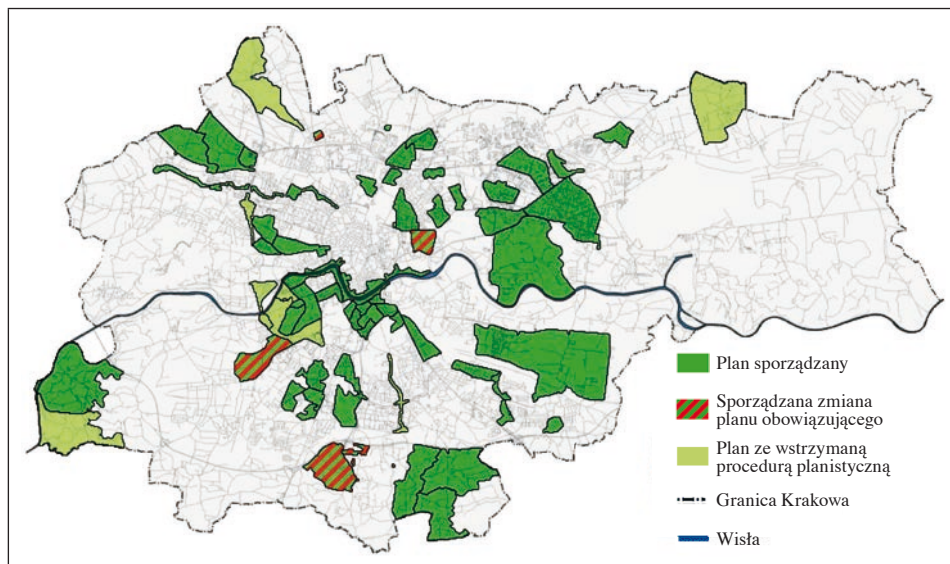 Plan sporządzany
Sporządzana zmiana
planu obowiązującego
Plan ze wstrzymaną
procedurą planistyczną
Granica Krakowa
Wisła